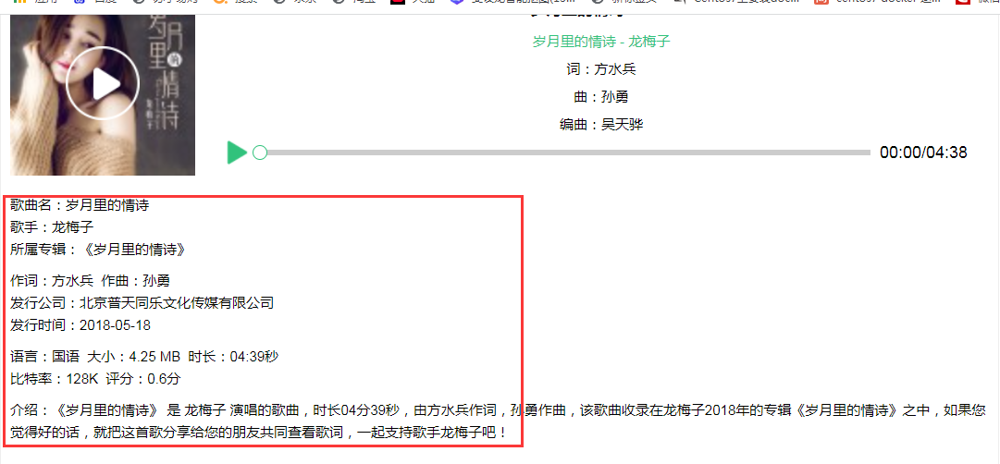 岁月里的情诗 - 龙梅子
词：方水兵
曲：孙勇
编曲：吴天骅
00:00/04:38
岁月里的情诗
龙梅子
歌曲名：岁月里的情诗
歌手：龙梅子
所属专辑：《岁月里的情诗》
作词：方水兵 作曲：孙勇
发行公司：北京普天同乐文化传媒有限公司
发行时间：2018-05-18
语言：国语 大小：4.25 MB 时长：04:39秒
比特率：128K 评分：0.6分
介绍：《岁月里的情诗》 是 龙梅子 演唱的歌曲，时长04分39秒，由方水兵作词，孙勇作曲，该歌曲收录在龙梅子2018年的专辑《岁月里的情诗》之中，如果您
觉得好的话，就把这首歌分享给您的朋友共同查看歌词，一起支持歌手龙梅子吧！